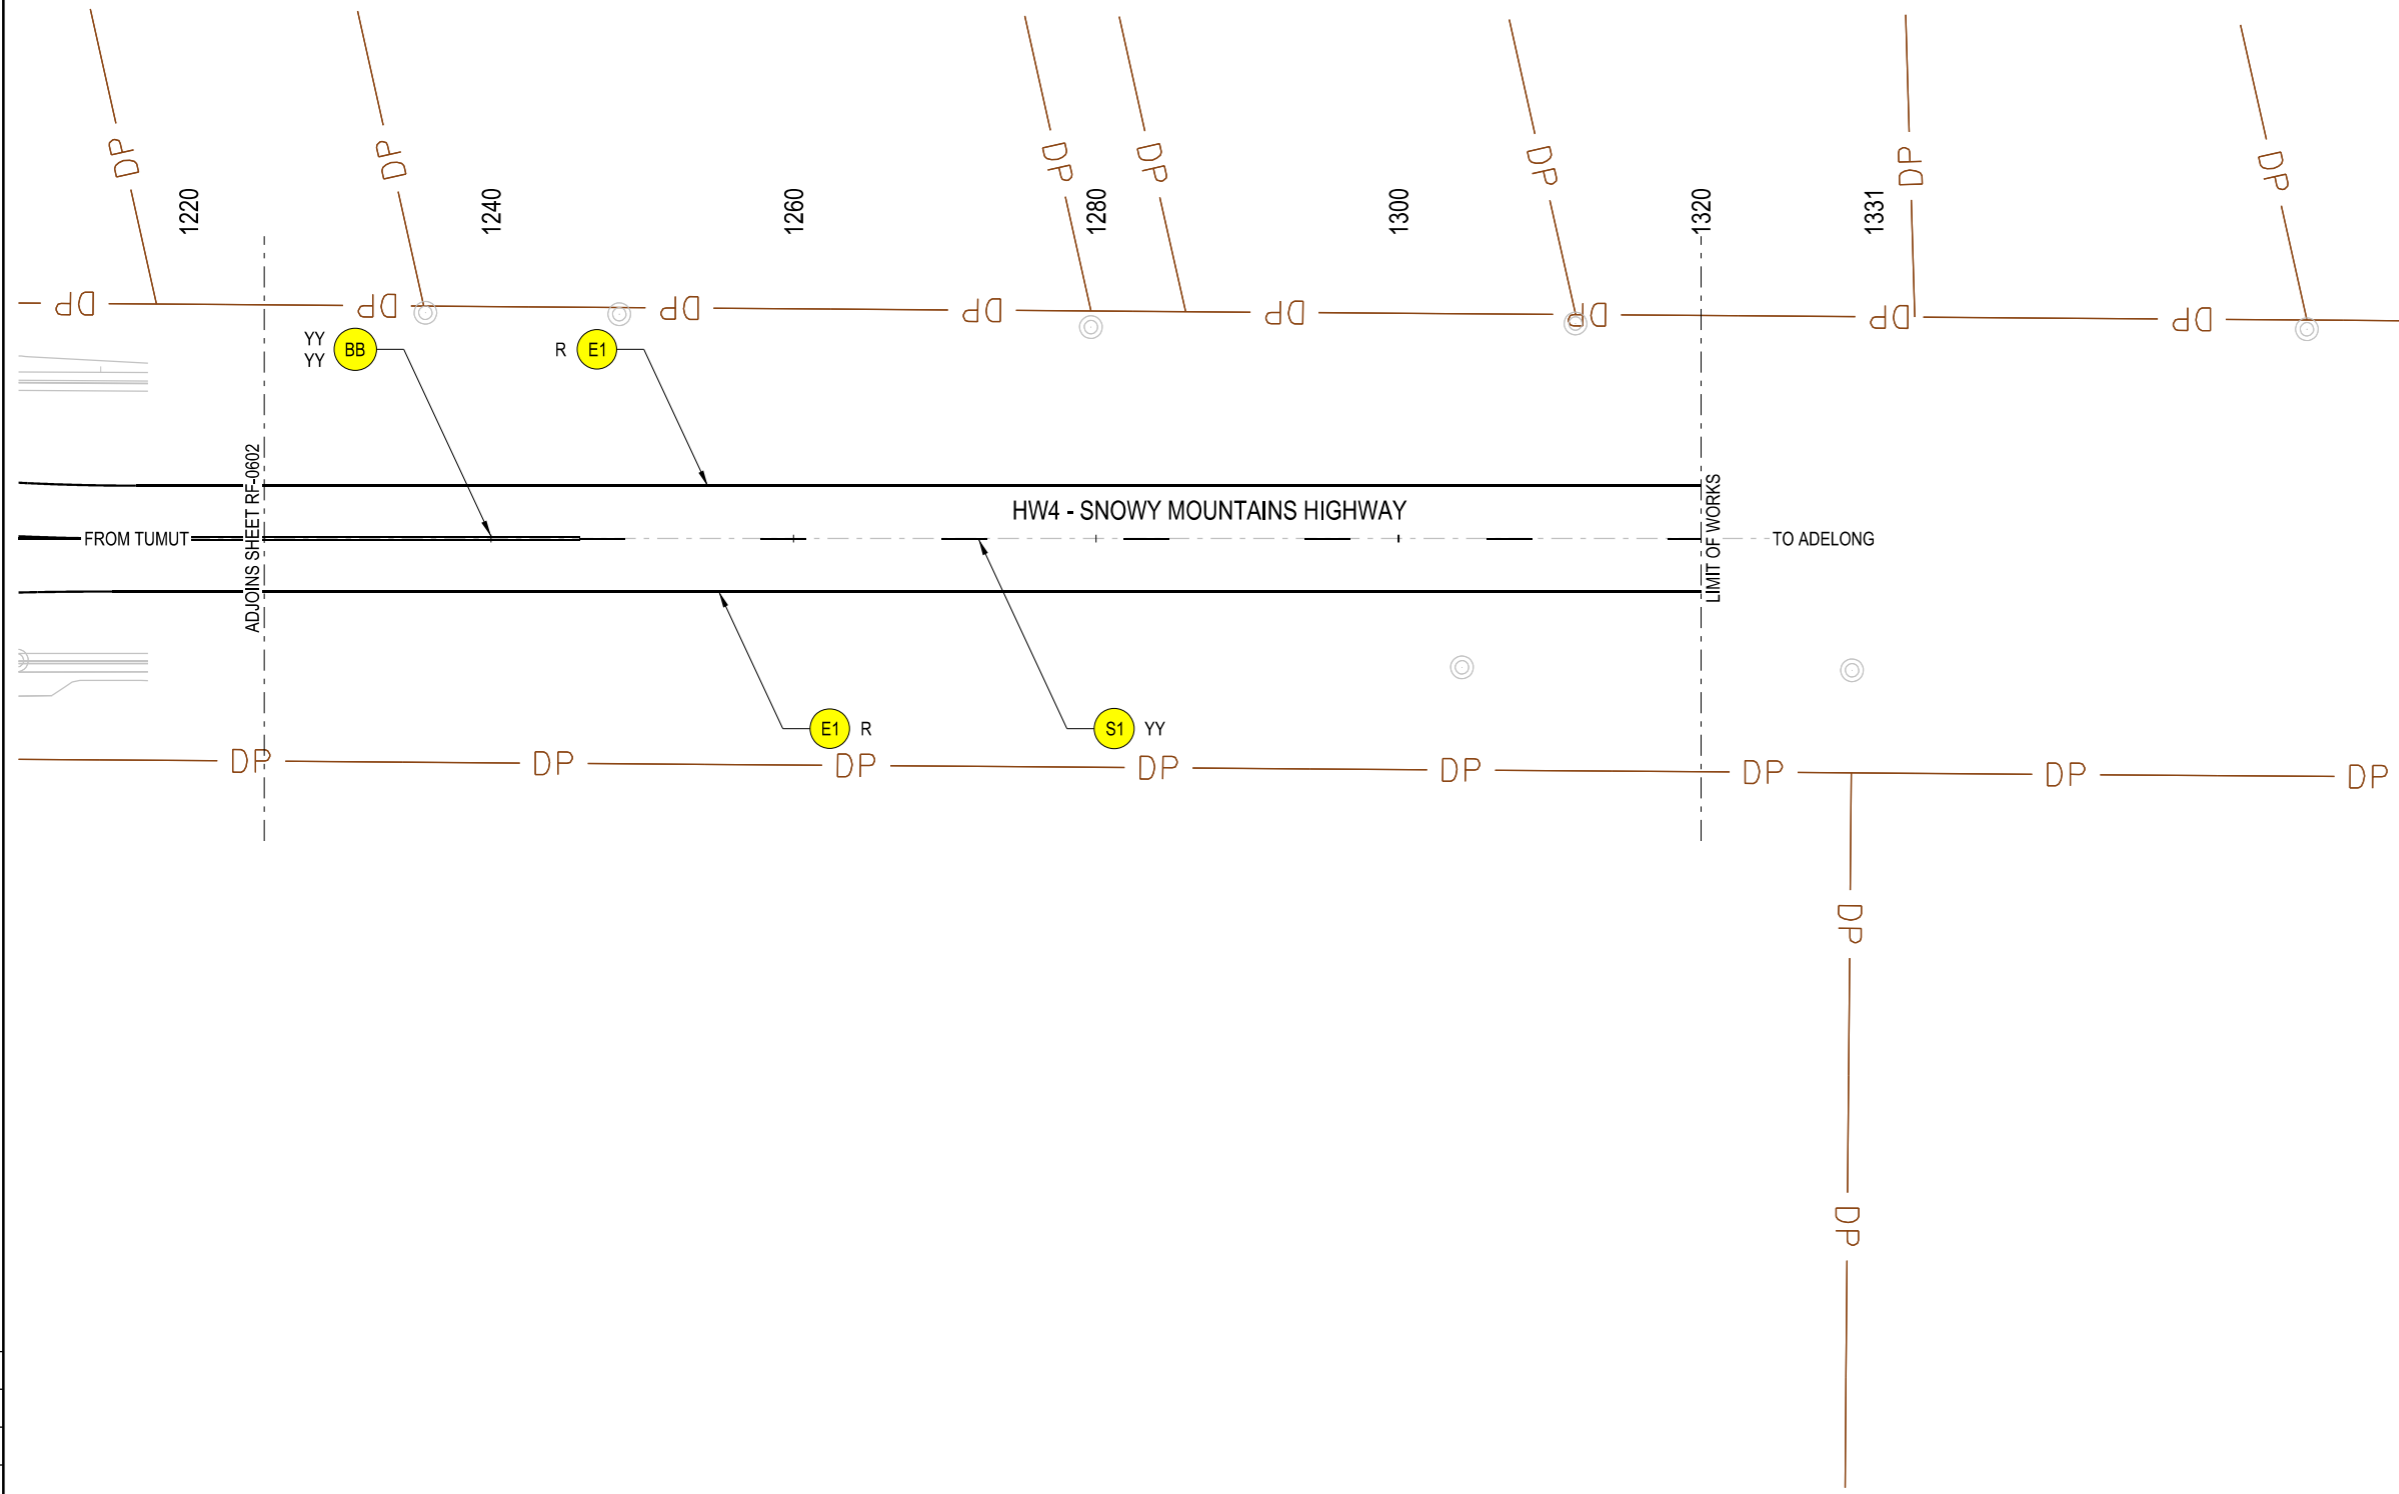 DP
DP
DP
DP
DP
DP
DP
1220
1240
1260
1280
1300
1320
1331
DP
DP
DP
DP
DP
DP
DP
DP
YY
YY
BB
R
E1
ADJOINS SHEET RF-0602
HW4 - SNOWY MOUNTAINS HIGHWAY
FROM TUMUT
LIMIT OF WORKS
TO ADELONG
E1
R
S1
YY
DP
DP
DP
DP
DP
DP
DP
DP
DP
DP